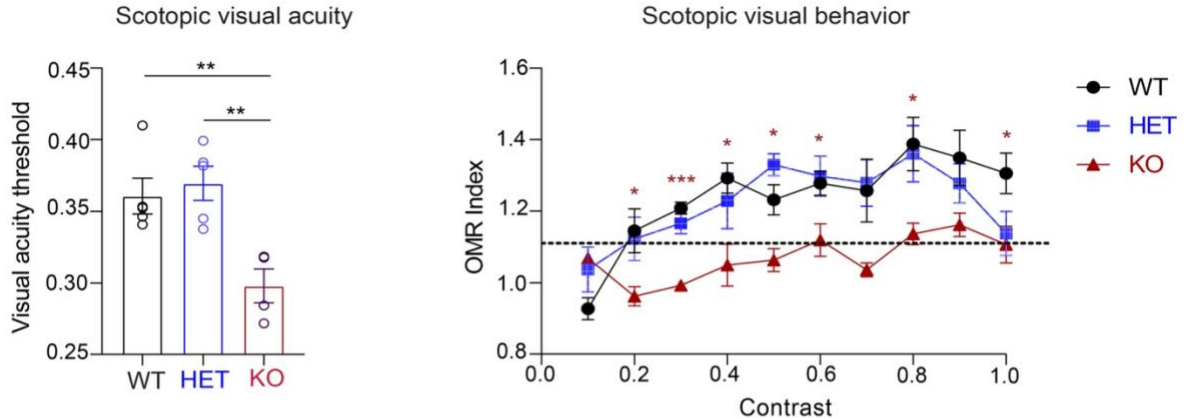 Scotopic visual acuity
Visual acuity threshold
0.45
0.40
0.35
0.30
0.25
**
**
WT
HET
KO
Scotopic visual behavior
OMR Index
1.6
1.4
1.2
1.0
0.8
*
***
*
*
*
*
*
0.0
0.2
0.4
0.6
0.8
1.0
Contrast
WT
HET
KO